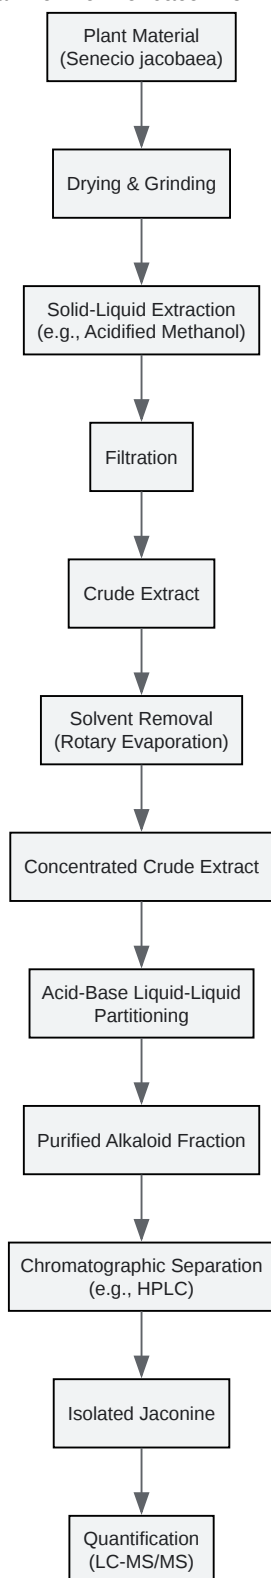 Plant Material
(Senecio jacobaea)
Drying & Grinding
Solid-Liquid Extraction
(e.g., Acidified Methanol)
Filtration
Crude Extract
Solvent Removal
(Rotary Evaporation)
Concentrated Crude Extract
Acid-Base Liquid-Liquid
Partitioning
Purified Alkaloid Fraction
Chromatographic Separation
(e.g., HPLC)
Isolated Jaconine
Quantification
(LC-MS/MS)